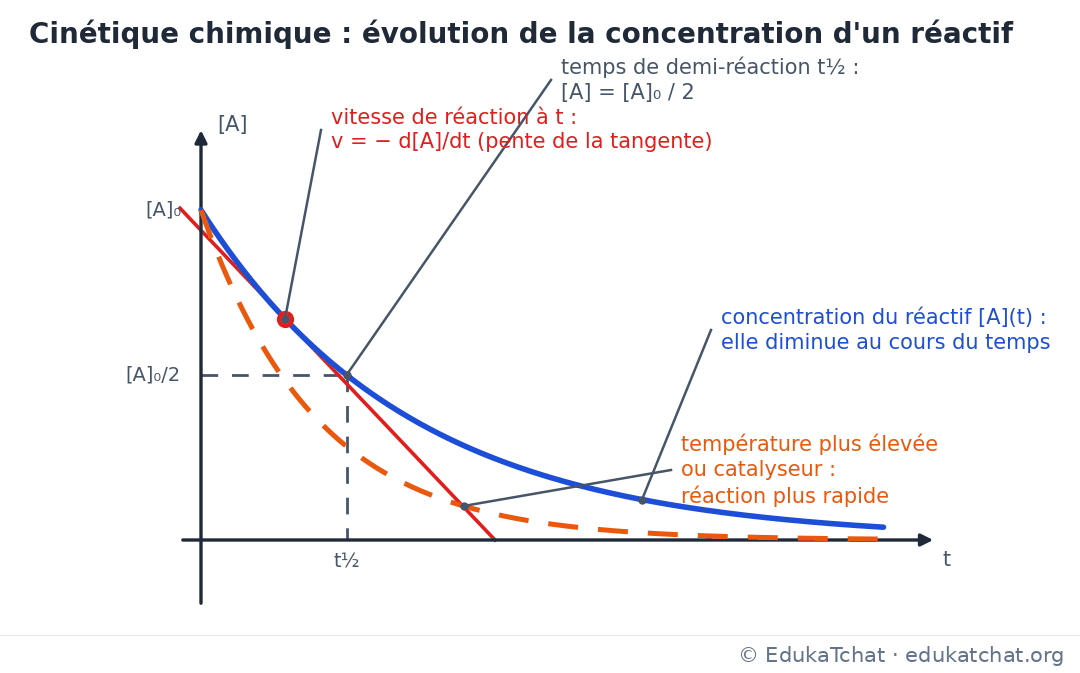 Cinétique chimique : évolution de la concentration d'un réactif
temps de demi-réaction t½ :
[A] = [A]₀ / 2
vitesse de réaction à t :
v = − d[A]/dt (pente de la tangente)
[A]
[A]₀
concentration du réactif [A](t) :
elle diminue au cours du temps
[A]₀/2
température plus élevée
ou catalyseur :
réaction plus rapide
t½
t
© EdukaTchat · edukatchat.org